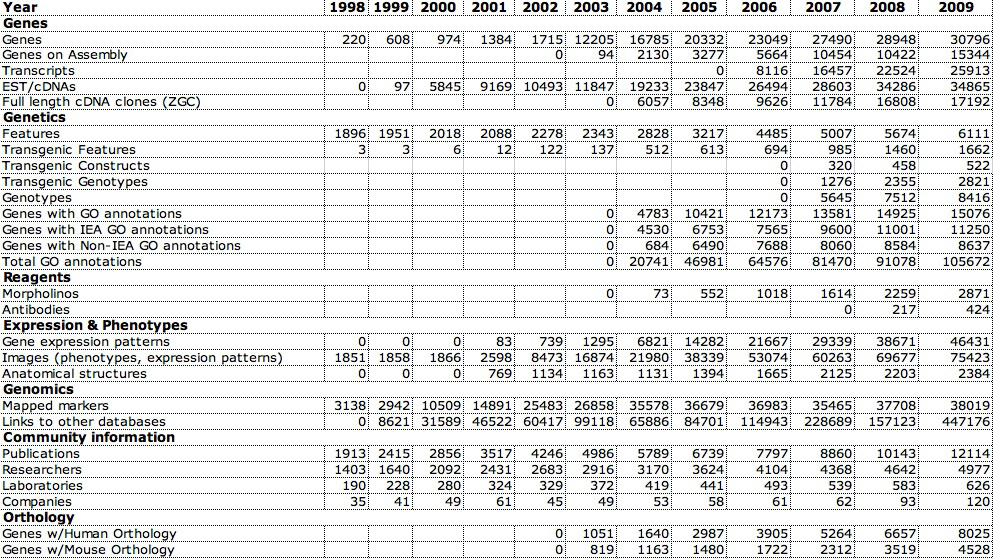 Year 1998 1999 2000 2001 2002 2003 2004 2005 2006 2007 2008 2009
Genes
Genes 220 608 974 1384 1715 12205 16785 20332 23049 27490 28948 30796
Genes on Assembly 0 94 2130 3277 5664 10454 10422 15344
Transcripts 0 8116 16457 22524 25913
EST/cDNAs 0 97 5845 9169 10493 11847 19233 23847 26494 28603 34286 34865
Full length cDNA clones (ZGC) 0 6057 8348 9626 11784 16808 17192
Genetics
Features 1896 1951 2018 2088 2278 2343 2828 3217 4485 5007 5674 6111
Transgenic Features 3 3 6 12 122 137 512 613 694 985 1460 1662
Transgenic Constructs 0 320 458 527
Transgenic Genotypes 0 1276 2355 2821
Genotypes 0 5645 7512 8416
Genes with GO annotations 0 4783 10421 12173 13581 14925 15076
Genes with IEA GO annotations 0 4530 6753 7565 9600 11001 11250
Genes with Non-IEA GO annotations 0 684 6490 7688 8060 8584 8637
Total GO annotations 0 20741 46981 64576 81470 91078 105672
Reagents
Morpholinos 0 73 552 1018 1614 2259 2871
Antibodies 0 217 424
Expression & Phenotypes
Gene expression patterns 0 0 0 83 739 1295 6821 14282 21667 29339 38671 46431
Images (phenotypes, expression patterns) 1851 1858 1866 2598 8473 16874 21980 38339 53074 60263 69677 75423
Anatomical structures 0 0 0 769 1134 1163 1131 1394 1665 2125 2203 2384
Genomics
Mapped markers 3138 2942 10509 14891 25483 26858 35578 36679 36983 35465 37708 38019
Links to other databases 0 8621 31589 46522 60417 99118 65886 84701 114943 228689 157123 447176
Community information
Publications 1913 2415 2856 3517 4246 4986 5789 6739 7797 8860 10143 12114
Researchers 1403 1640 2092 2431 2683 2916 3170 3624 4104 4368 4642 4977
Laboratories 190 228 280 324 329 372 419 441 493 539 583 626
Companies 35 41 49 61 45 49 53 58 61 62 93 120
Orthology
Genes w/Human Orthology 0 1051 1640 2987 3905 5264 6657 8025
Genes w/Mouse Orthology 0 819 1163 1480 1722 2312 3519 4528